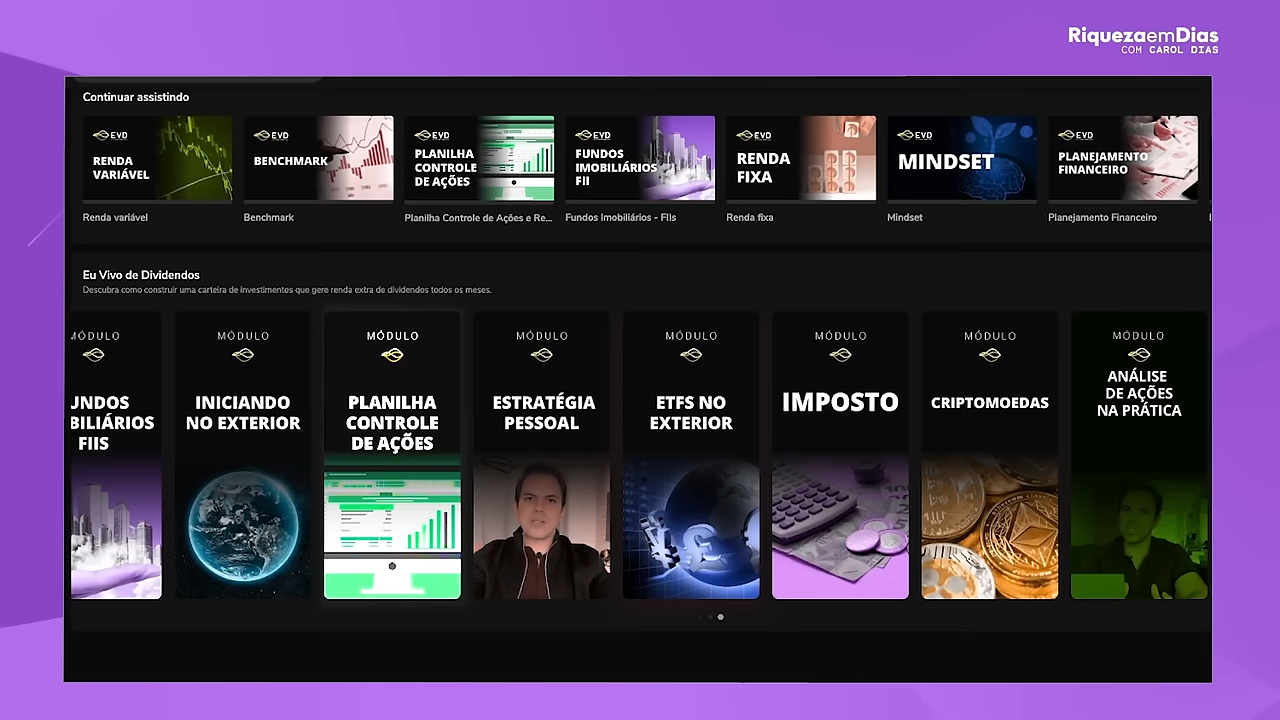 RiquezaemDias
COM CAROL DIAS
Continuar assistindo
EVD
RENDA
VARIÁVEL
EVD
BENCHMARK
EVD
PLANILHA
CONTROLE
DE AÇÕES
EVD
FUNDOS
IMOBILIÁRIOS
FII
EVD
RENDA
FIXA
EVD
MINDSET
EVD
PLANEJAMENTO
FINANCEIRO
Renda variável
Benchmark
Planilha Controle de Ações e Re...
Fundos Imobiliários - FIIs
Renda fixa
Mindset
Planejamento Financeiro
Eu Vivo de Dividendos
Descubra como construir uma carteira de investimentos que gere renda extra de dividendos todos os meses.
MÓDULO
UNDOS
BILIÁRIOS
FIIS
MÓDULO
INICIANDO
NO EXTERIOR
MÓDULO
PLANILHA
CONTROLE
DE AÇÕES
MÓDULO
ESTRATÉGIA
PESSOAL
MÓDULO
ETFS NO
EXTERIOR
MÓDULO
IMPOSTO
MÓDULO
CRIPTOMOEDAS
MÓDULO
ANÁLISE
DE AÇÕES
NA PRÁTICA